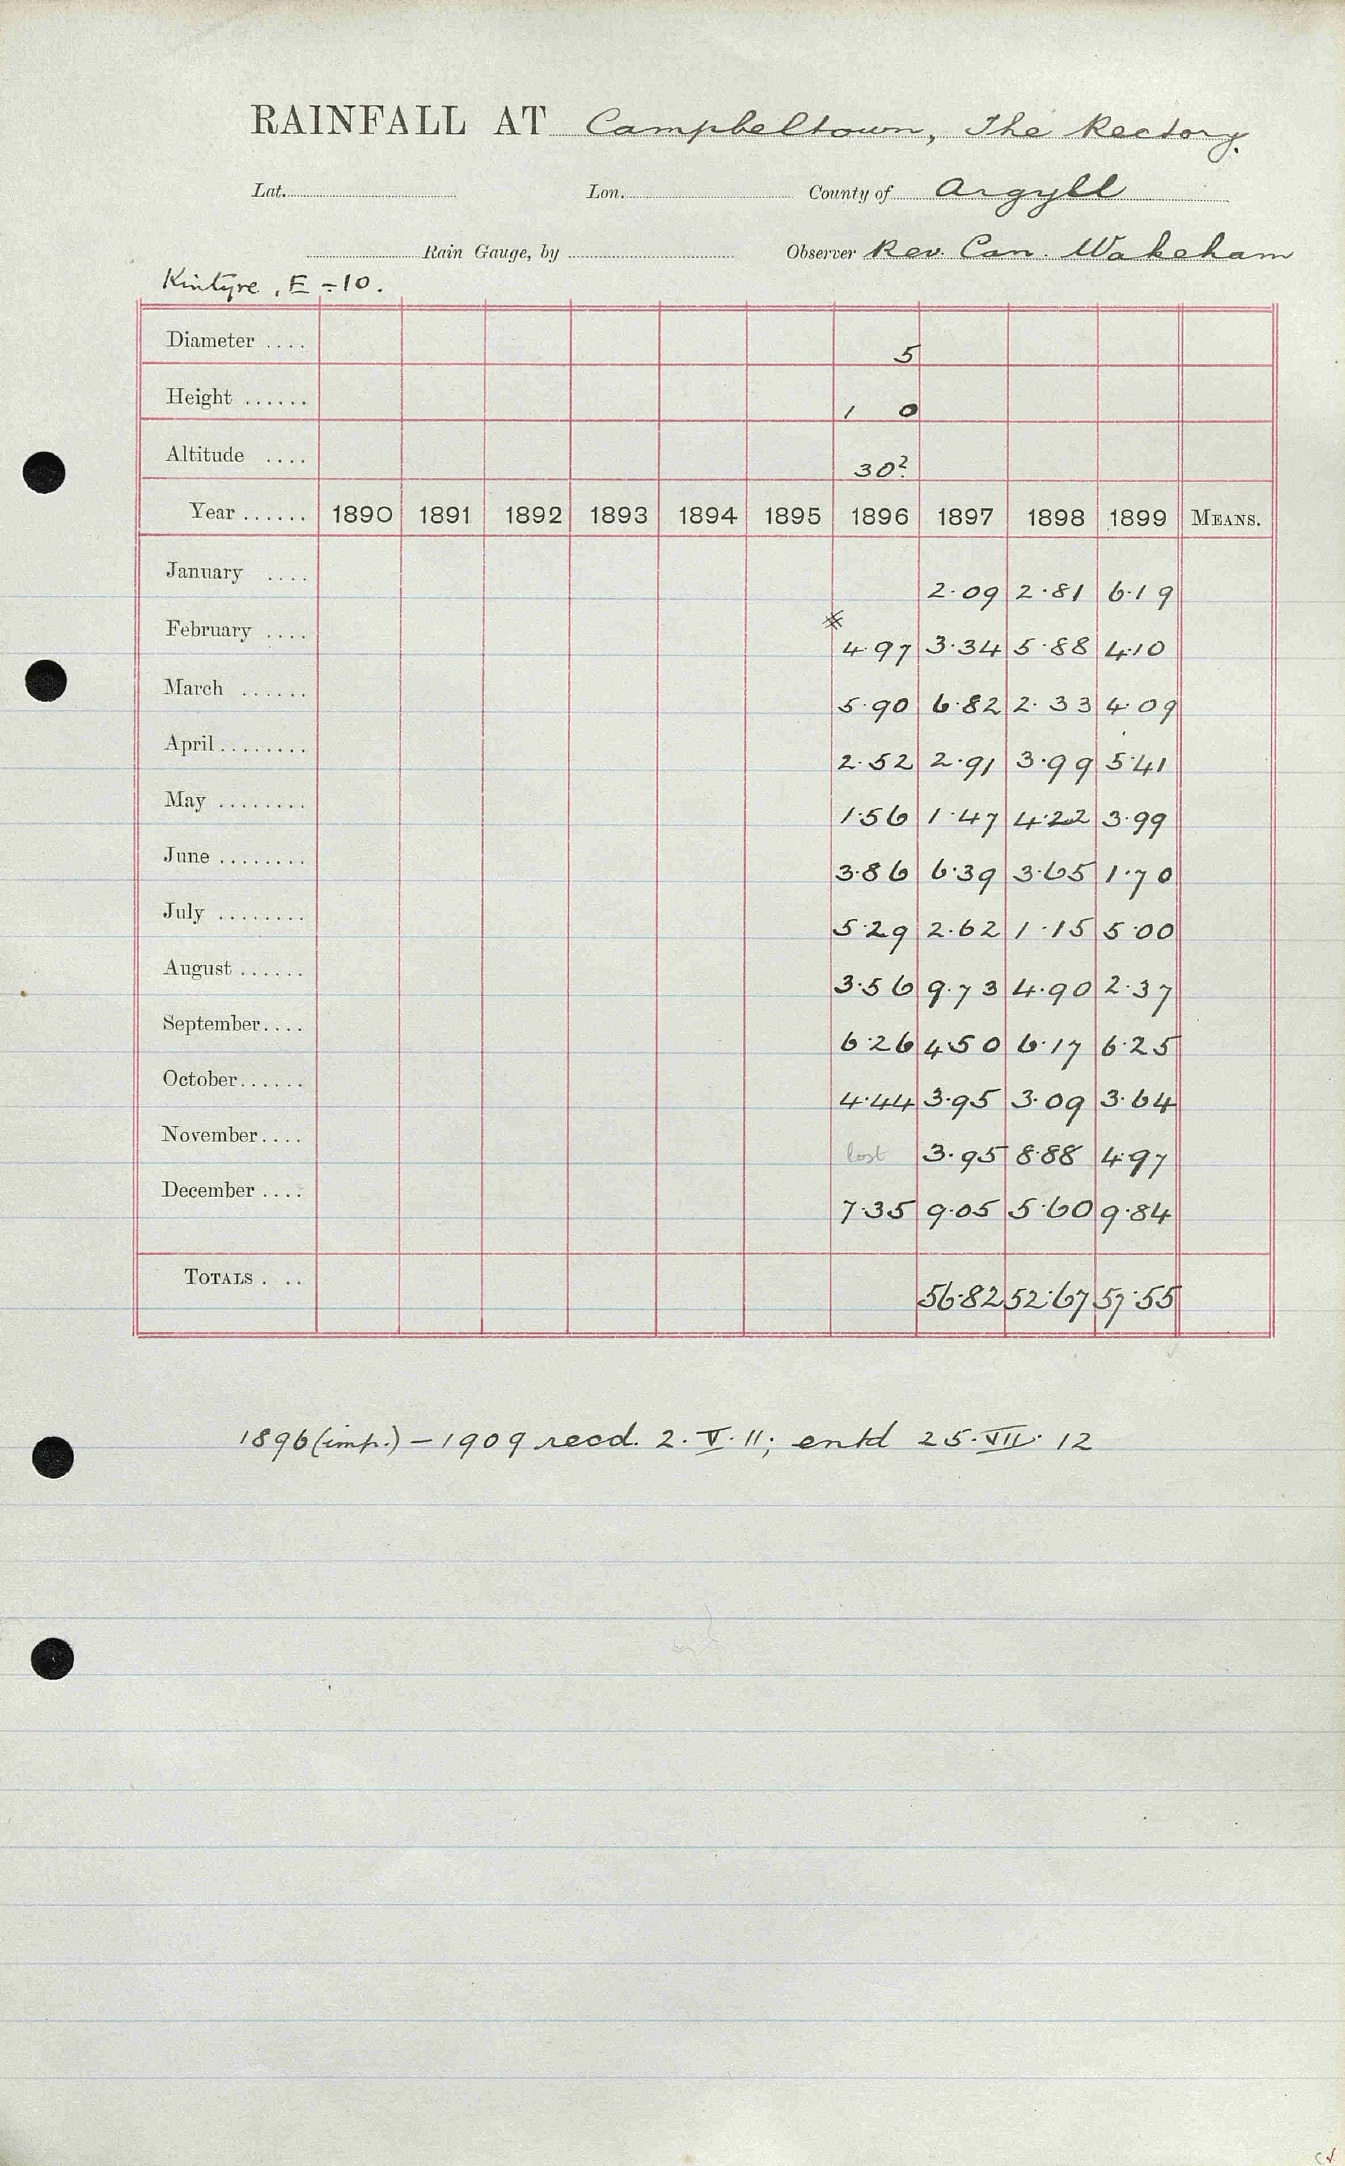 RAINFALL AT Campbeltown, The Rectory.
Lat. Lon. County of Argyll
Rain Gauge, by Observer Rev. Can. Wakeham
Kintyre, E ÷ 10.
Diameter .... 5
Height ...... 1 0
Altitude .... 30?
Year ...... 1890 1891 1892 1893 1894 1895 1896 1897 1898 1899 MEANS.
January .... 2.09 2.81 6.19
February .... * 4.97 3.34 5.88 4.10
March ...... 5.90 6.82 2.33 4.09
April ........ 2.52 2.91 3.99 5.41
May ........ 1.56 1.47 4.22 3.99
June ........ 3.86 6.39 3.65 1.70
July ........ 5.29 2.62 1.15 5.00
August ...... 3.56 9.73 4.90 2.37
September .... 6.26 4.50 6.17 6.25
October ...... 4.44 3.95 3.09 3.64
November .... lost 3.95 8.88 4.97
December .... 7.35 9.05 5.60 9.84
TOTALS . .. 56.82 52.67 57.55
1896 (imp.) – 1909 recd. 2.V.11; entd 25.VII.12